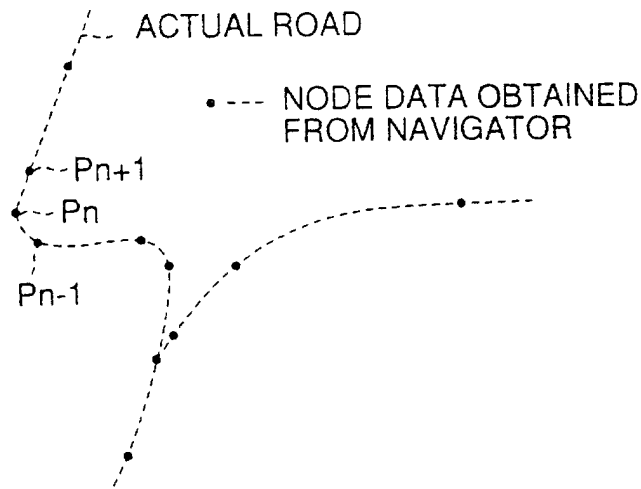 ACTUAL ROAD
NODE DATA OBTAINED
FROM NAVIGATOR
Pn+1
Pn
Pn-1